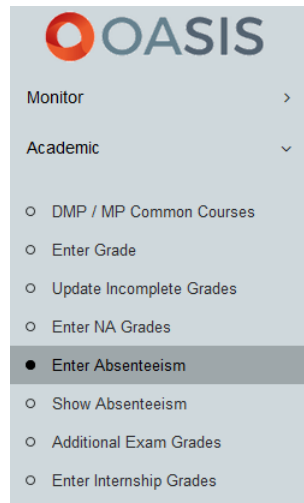 OASIS
Monitor
Academic
DMP / MP Common Courses
Enter Grade
Update Incomplete Grades
Enter NA Grades
Enter Absenteeism
Show Absenteeism
Additional Exam Grades
Enter Internship Grades